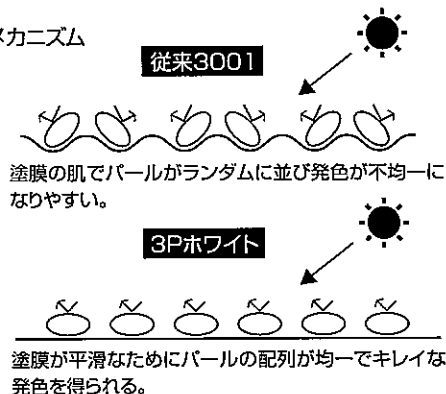 メカニズム
従来3001
塗膜の肌でパールがランダムに並び発色が不均一に
なりやすい。
3Pホワイト
塗膜が平滑なためにパールの配列が均一でキレイな
発色を得られる。